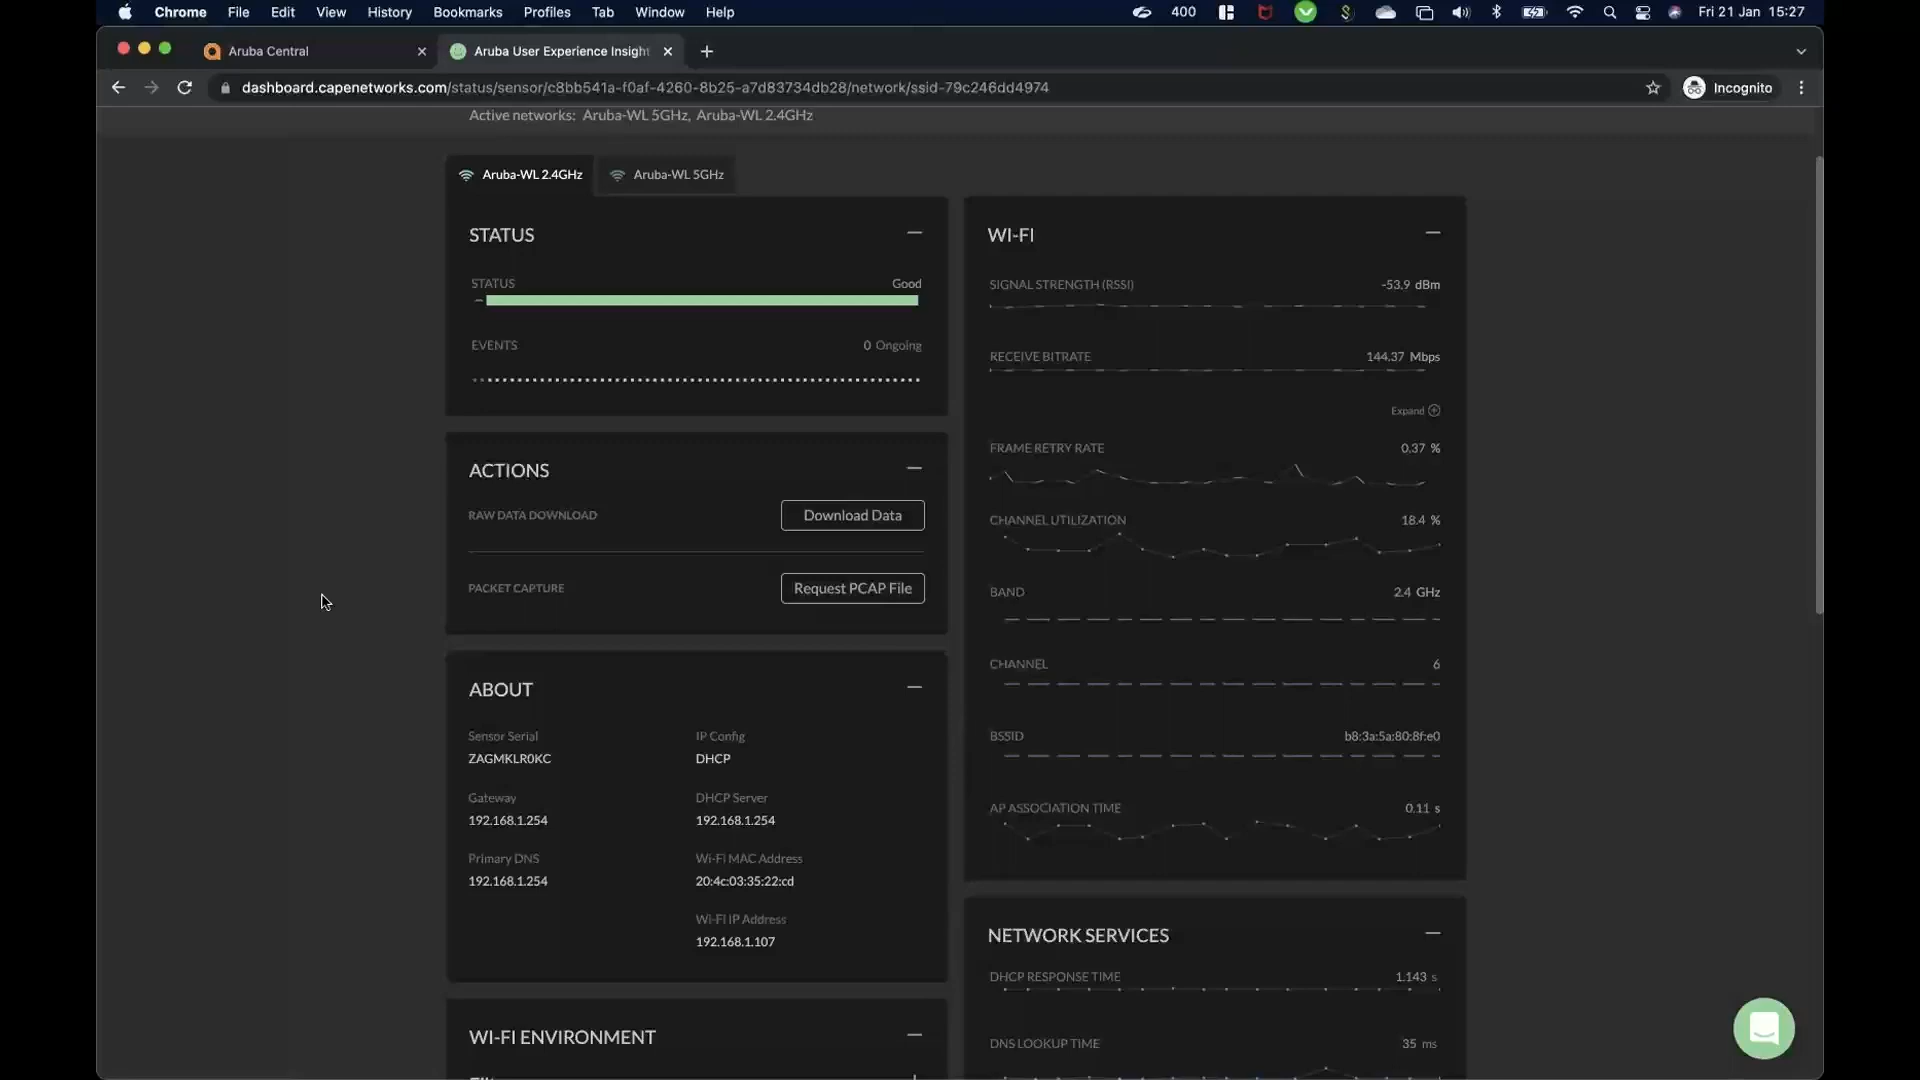 Chrome File Edit View History Bookmarks Profiles Tab Window Help 400 Fri 21 Jan 15:27
Aruba Central Aruba User Experience Insight
dashboard.capenetworks.com/status/sensor/c8bb541a-f0af-4260-8b25-a7d83734db28/network/ssid-79c246dd4974 Incognito
Active networks: Aruba-WL 5GHz, Aruba-WL 2.4GHz
Aruba-WL 2.4GHz Aruba-WL 5GHz
STATUS
STATUS Good
EVENTS 0 Ongoing
ACTIONS
RAW DATA DOWNLOAD Download Data
PACKET CAPTURE Request PCAP File
ABOUT
Sensor Serial IP Config
ZAGMKLR0KC DHCP
Gateway DHCP Server
192.168.1.254 192.168.1.254
Primary DNS Wi-Fi MAC Address
192.168.1.254 20:4c:03:35:22:cd
Wi-Fi IP Address
192.168.1.107
WI-FI ENVIRONMENT
WI-FI
SIGNAL STRENGTH (RSSI) -53.9 dBm
RECEIVE BITRATE 144.37 Mbps
Expand
FRAME RETRY RATE 0.37 %
CHANNEL UTILIZATION 18.4 %
BAND 2.4 GHz
CHANNEL 6
BSSID b8:3a:5a:80:8f:e0
AP ASSOCIATION TIME 0.11 s
NETWORK SERVICES
DHCP RESPONSE TIME 1.143 s
DNS LOOKUP TIME 35 ms